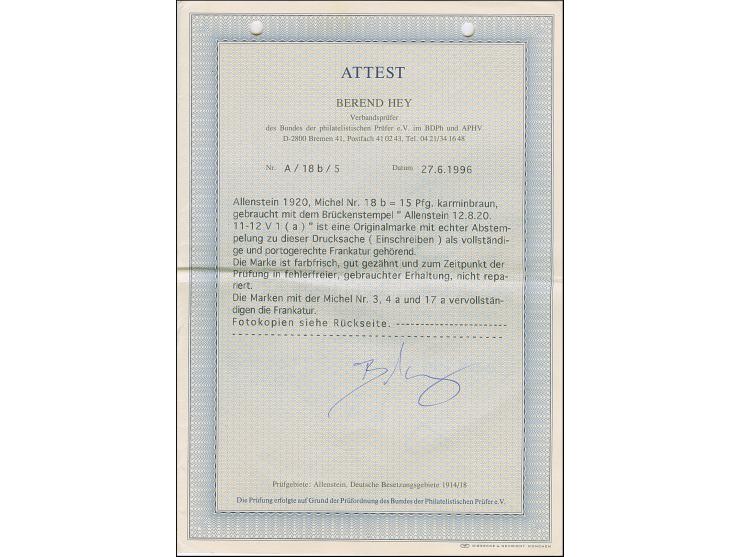 ATTEST
BEREND HEY
Verbandsprüfer
des Bundes der philatelistischen Prüfer e.V. im BDPh und APHV
D-2800 Bremen 41, Postfach 41 02 43, Tel. 04 21/34 16 48
Nr. A / 18 b / 5 Datum 27.6.1996
Allenstein 1920, Michel Nr. 18 b = 15 Pfg. karminbraun,
gebraucht mit dem Brückenstempel " Allenstein 12.8.20.
11-12 V 1 ( a ) " ist eine Originalmarke mit echter Abstem-
pelung zu dieser Drucksache ( Einschreiben ) als vollständi-
ge und portogerechte Frankatur gehörend.
Die Marke ist farbfrisch, gut gezähnt und zum Zeitpunkt der
Prüfung in fehlerfreier, gebrauchter Erhaltung, nicht repa-
riert.
Die Marken mit der Michel Nr. 3, 4 a und 17 a vervollstän-
digen die Frankatur.
Fotokopien siehe Rückseite. ----------------------
-----------------------------------------
Prüfgebiete: Allenstein, Deutsche Besetzungsgebiete 1914/18
Die Prüfung erfolgte auf Grund der Prüfordnung des Bundes der Philatelistischen Prüfer e.V.
GIESECKE & DEVRIENT MÜNCHEN